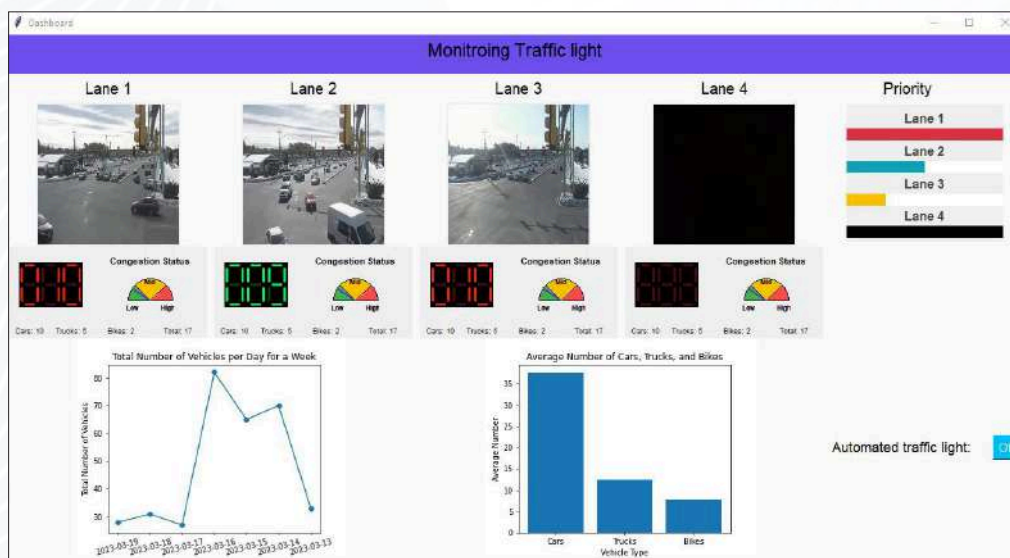 Dashboard
Monitroing Traffic light
Lane 1 Lane 2 Lane 3 Lane 4 Priority
Lane 1
Lane 2
Lane 3
Lane 4
Congestion Status Congestion Status Congestion Status Congestion Status
Mid Mid Mid Mid
010 005 010
Low High Low High Low High Low High
Cars: 10 Trucks: 5 Bikes: 2 Total: 17 Cars: 10 Trucks: 5 Bikes: 2 Total: 17 Cars: 10 Trucks: 5 Bikes: 2 Total: 17 Cars: 10 Trucks: 5 Bikes: 2 Total: 17
Total Number of Vehicles per Day for a Week
Total Number of Vehicles
80
70
60
50
40
30
2023-03-19 2023-03-18 2023-03-17 2023-03-16 2023-03-15 2023-03-14 2023-03-13
Average Number of Cars, Trucks, and Bikes
Average Number
35
30
25
20
15
10
5
0
Cars Trucks Bikes
Vehicle Type
Automated traffic light: